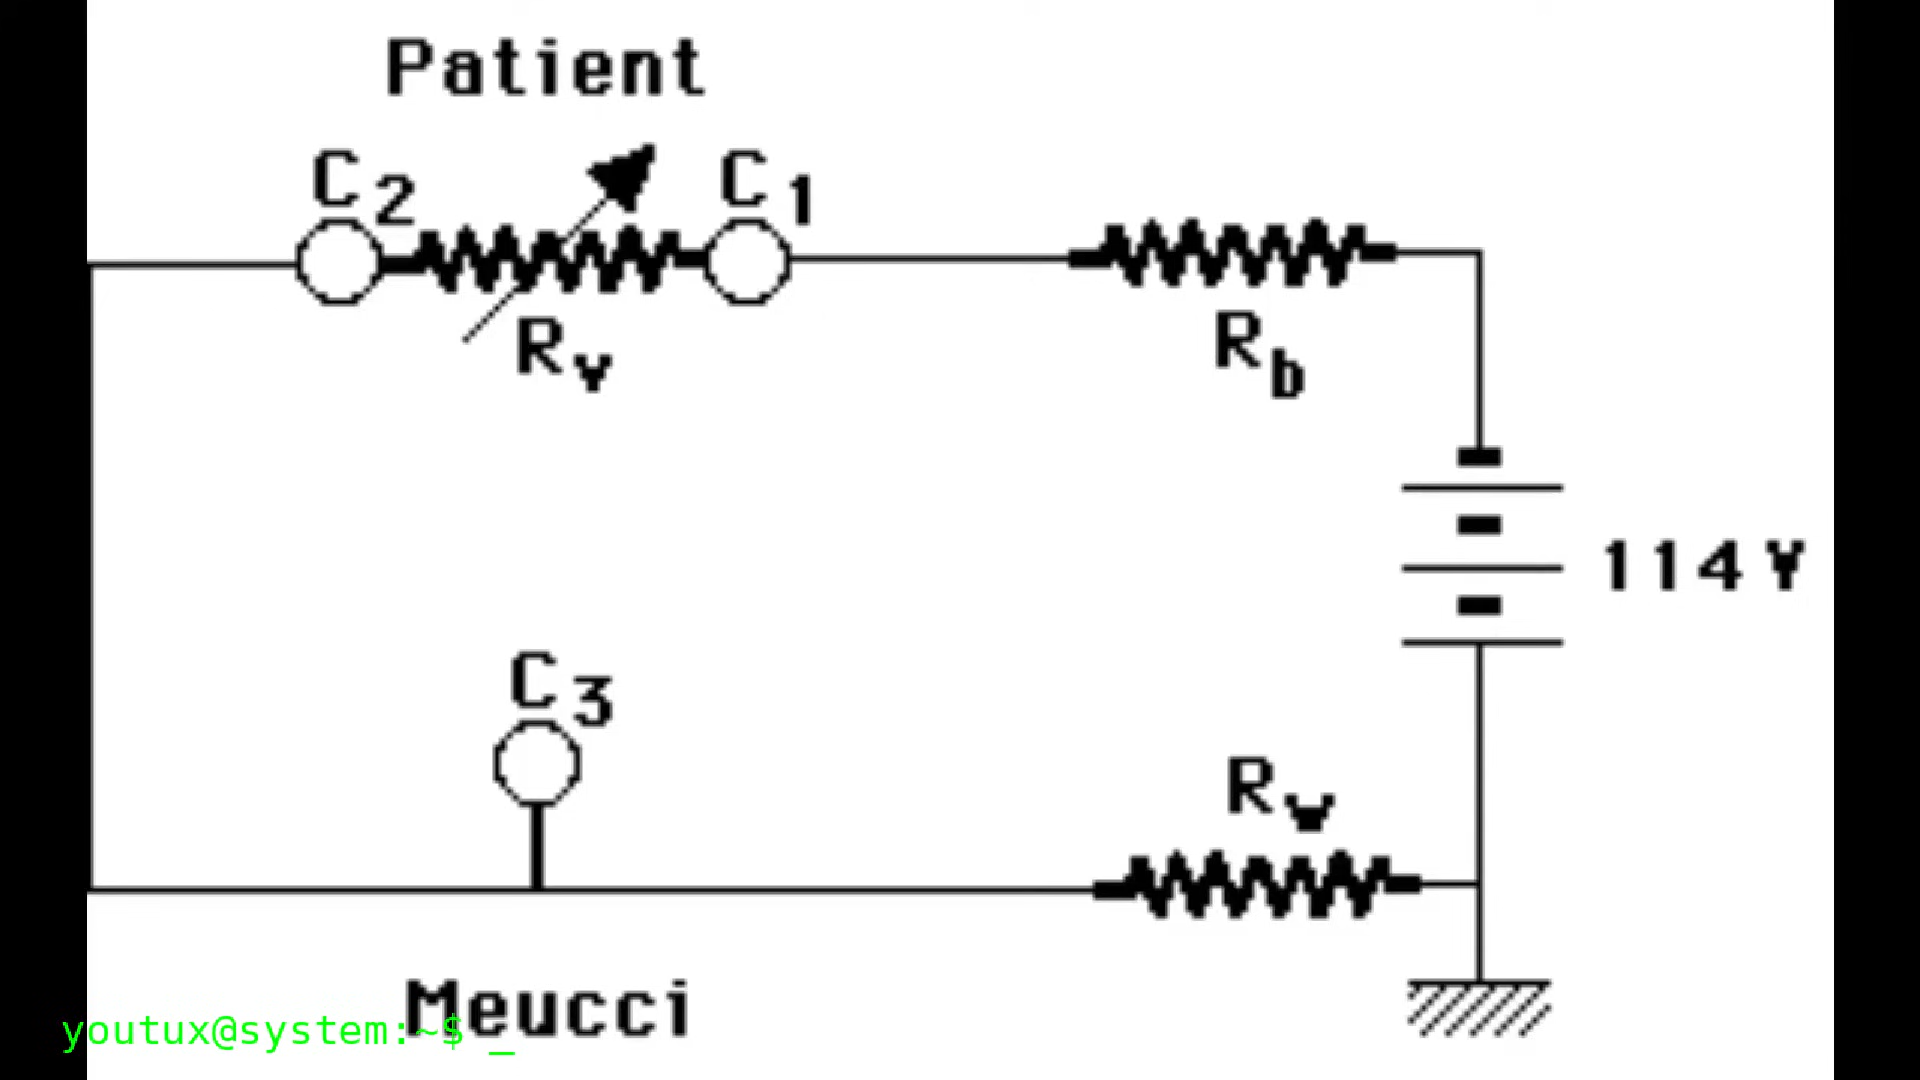 Patient
C2
C1
Rv
Rb
114 V
C3
Rw
Meucci
youtux@system:~$ _